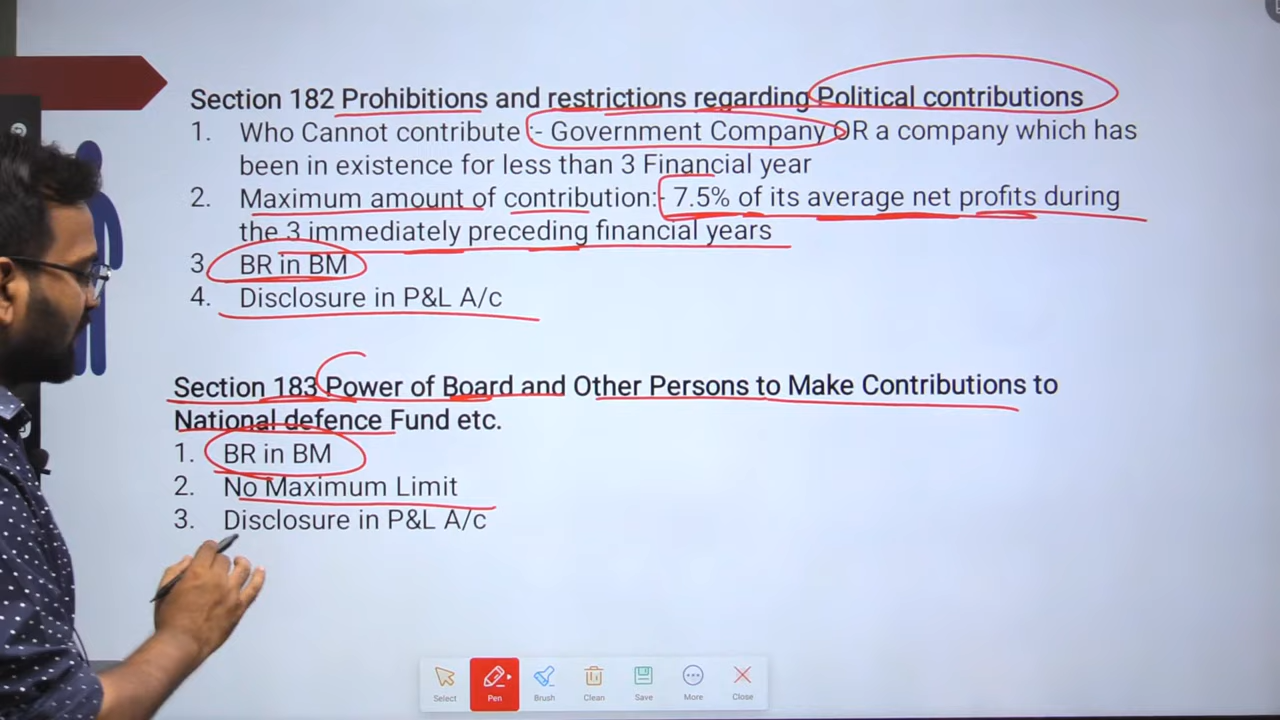 Section 182 Prohibitions and restrictions regarding Political contributions
1. Who Cannot contribute :- Government Company OR a company which has
been in existence for less than 3 Financial year
2. Maximum amount of contribution:- 7.5% of its average net profits during
the 3 immediately preceding financial years
3. BR in BM
4. Disclosure in P&L A/c
Section 183 Power of Board and Other Persons to Make Contributions to
National defence Fund etc.
1. BR in BM
2. No Maximum Limit
3. Disclosure in P&L A/c
Select Pen Brush Clean Save More Close